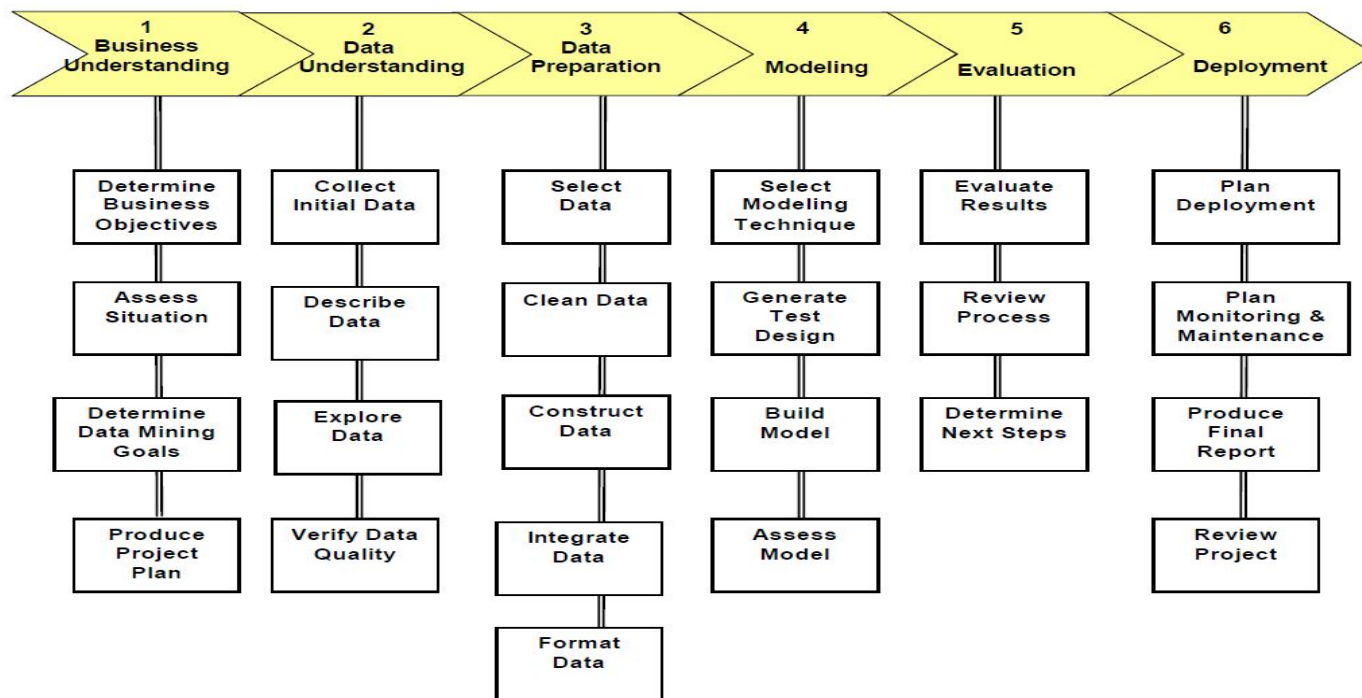 1
Business
Understanding
2
Data
Understanding
3
Data
Preparation
4
Modeling
5
Evaluation
6
Deployment
Determine
Business
Objectives
Assess
Situation
Determine
Data Mining
Goals
Produce
Project
Plan
Collect
Initial Data
Describe
Data
Explore
Data
Verify Data
Quality
Select
Data
Clean Data
Construct
Data
Integrate
Data
Format
Data
Select
Modeling
Technique
Generate
Test
Design
Build
Model
Assess
Model
Evaluate
Results
Review
Process
Determine
Next Steps
Plan
Deployment
Plan
Monitoring &
Maintenance
Produce
Final
Report
Review
Project